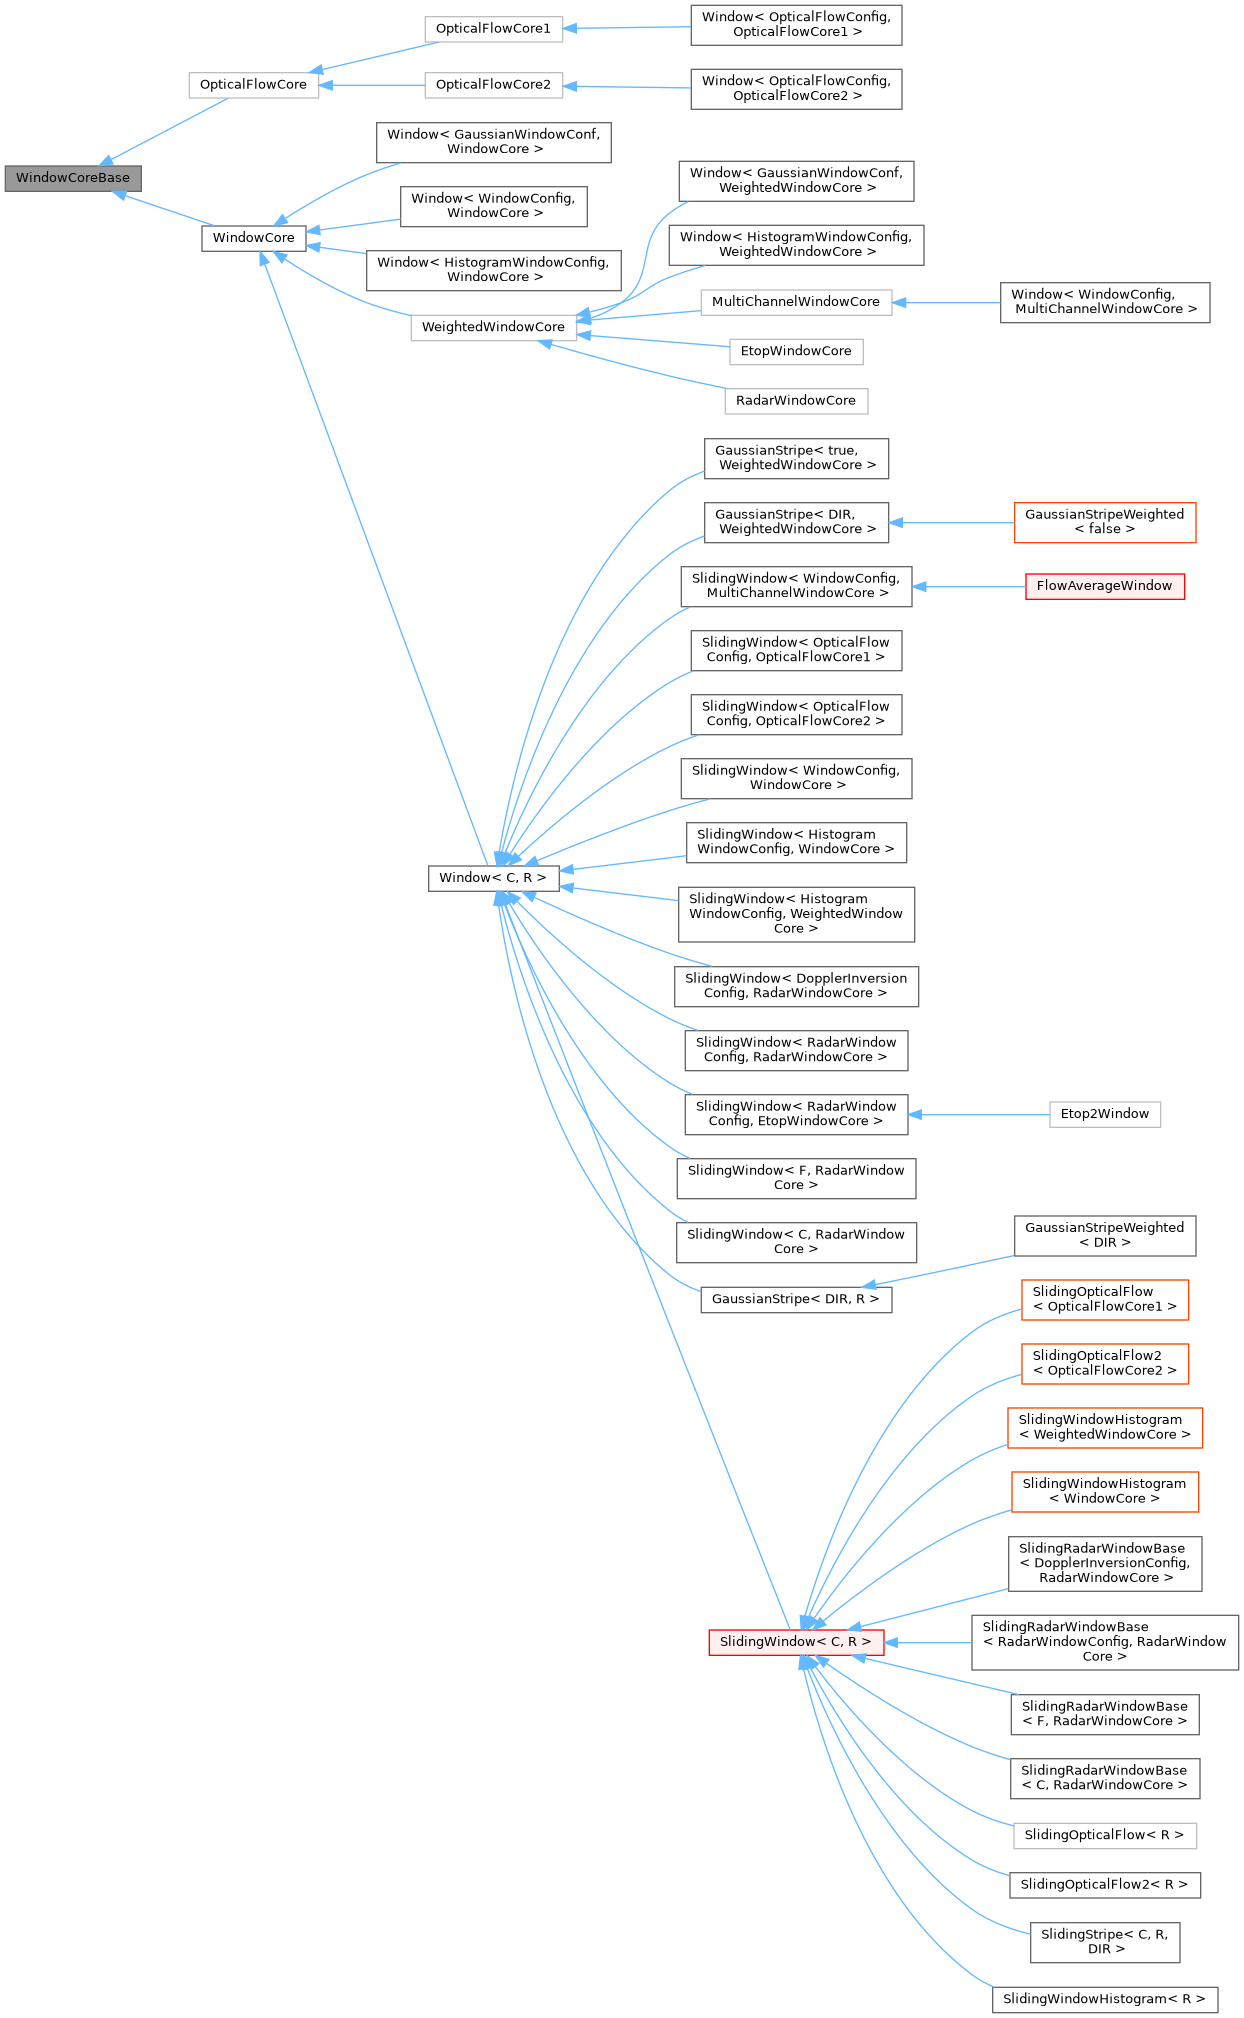 OpticalFlowCore1
Window< OpticalFlowConfig,
OpticalFlowCore1 >
OpticalFlowCore
OpticalFlowCore2
Window< OpticalFlowConfig,
OpticalFlowCore2 >
Window< GaussianWindowConf,
WindowCore >
WindowCoreBase
Window< GaussianWindowConf,
WeightedWindowCore >
Window< WindowConfig,
WindowCore >
WindowCore
Window< HistogramWindowConfig,
WeightedWindowCore >
Window< HistogramWindowConfig,
WindowCore >
MultiChannelWindowCore
Window< WindowConfig,
MultiChannelWindowCore >
WeightedWindowCore
EtopWindowCore
RadarWindowCore
GaussianStripe< true,
WeightedWindowCore >
GaussianStripe< DIR,
WeightedWindowCore >
GaussianStripeWeighted
< false >
SlidingWindow< WindowConfig,
MultiChannelWindowCore >
FlowAverageWindow
SlidingWindow< OpticalFlow
Config, OpticalFlowCore1 >
SlidingWindow< OpticalFlow
Config, OpticalFlowCore2 >
SlidingWindow< WindowConfig,
WindowCore >
SlidingWindow< Histogram
WindowConfig, WindowCore >
Window< C, R >
SlidingWindow< Histogram
WindowConfig, WeightedWindow
Core >
SlidingWindow< DopplerInversion
Config, RadarWindowCore >
SlidingWindow< RadarWindow
Config, RadarWindowCore >
SlidingWindow< RadarWindow
Config, EtopWindowCore >
Etop2Window
SlidingWindow< F, RadarWindow
Core >
SlidingWindow< C, RadarWindow
Core >
GaussianStripeWeighted
< DIR >
GaussianStripe< DIR, R >
SlidingOpticalFlow
< OpticalFlowCore1 >
SlidingOpticalFlow2
< OpticalFlowCore2 >
SlidingWindowHistogram
< WeightedWindowCore >
SlidingWindowHistogram
< WindowCore >
SlidingRadarWindowBase
< DopplerInversionConfig,
RadarWindowCore >
SlidingWindow< C, R >
SlidingRadarWindowBase
< RadarWindowConfig, RadarWindow
Core >
SlidingRadarWindowBase
< F, RadarWindowCore >
SlidingRadarWindowBase
< C, RadarWindowCore >
SlidingOpticalFlow< R >
SlidingOpticalFlow2< R >
SlidingStripe< C, R,
DIR >
SlidingWindowHistogram< R >